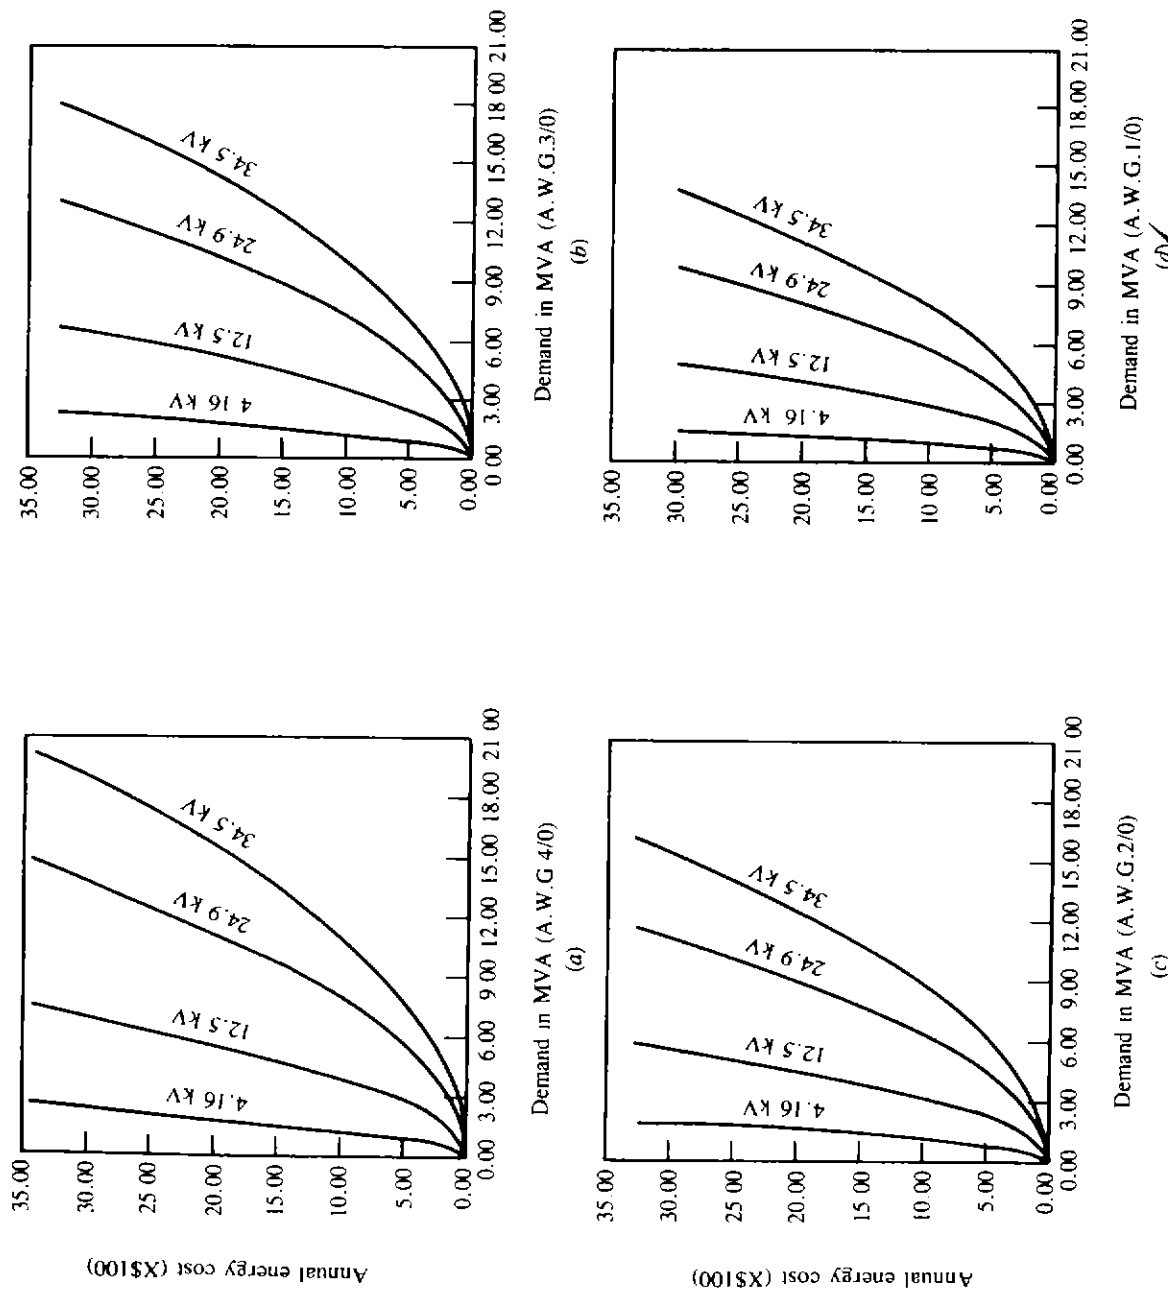 35.00
30.00
25.00
20.00
15.00
10.00
5.00
0.00
4.16 kV
12.5 kV
24.9 kV
34.5 kV
0.00 3.00 6.00 9 00 12.00 15.00 18.00 21 00
Demand in MVA (A.W.G 4/0)
(a)
Annual energy cost (X$100)
35.00
30.00
25.00
20.00
15.00
10.00
5.00
0.00
4 16 kV
12.5 kV
24.9 kV
34.5 kV
0 00 3.00 6.00 9.00 12.00 15.00 18 00 21.00
Demand in MVA (A.W.G.3/0)
(b)
35.00
30.00
25.00
20.00
15.00
10.00
5.00
0.00
4.16 kV
12.5 kV
24.9 kV
34.5 kV
0.00 3.00 6.00 9.00 12.00 15.00 18.00 21 00
Demand in MVA (A.W.G.2/0)
(c)
Annual energy cost (X$100)
35.00
30.00
25.00
20.00
15.00
10 00
5.00
0.00
4.16 kV
12.5 kV
24.9 kV
34.5 kV
0.00 3.00 6.00 9.00 12.00 15.00 18.00 21.00
Demand in MVA (A.W.G.1/0)
(d)